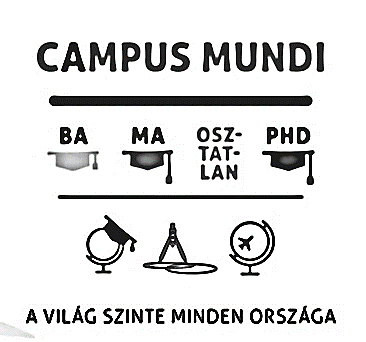 CAMPUS MUNDI
BA MA OSZ- PHD
TAT-
LAN
A VILÁG SZINTE MINDEN ORSZÁGA